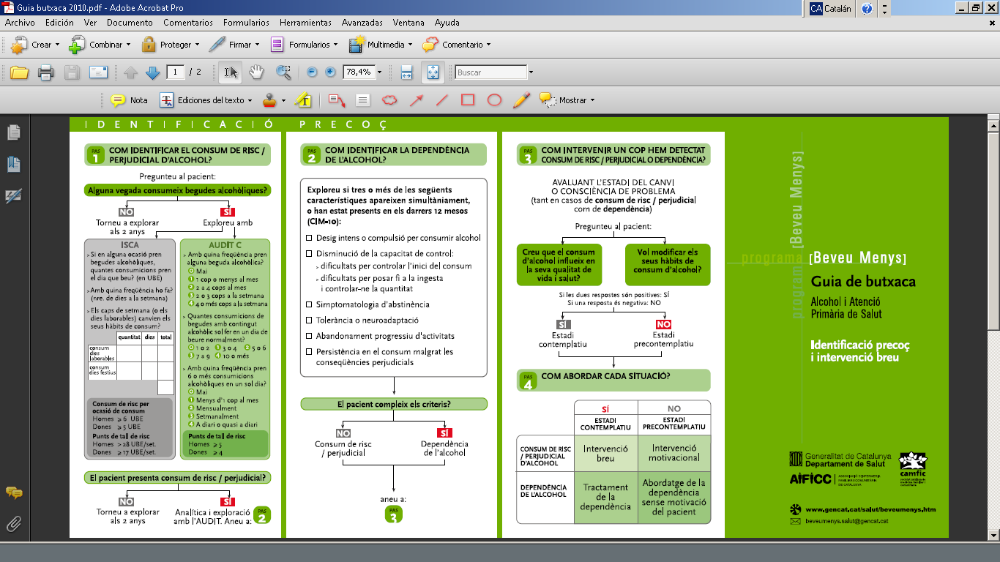 Guia butxaca 2010.pdf - Adobe Acrobat Pro
CA Catalán
Archivo Edición Ver Documento Comentarios Formularios Herramientas Avanzadas Ventana Ayuda
Crear Combinar Proteger Firmar Formularios Multimedia Comentario
1 / 2 78,4% Buscar
Nota Ediciones del texto Mostrar
IDENTIFICACIÓ PRECOÇ
PAS 1
COM IDENTIFICAR EL CONSUM DE RISC /
PERJUDICIAL D'ALCOHOL?
Pregunteu al pacient:
Alguna vegada consumeix begudes alcohòliques?
NO
Torneu a explorar
als 2 anys
SÍ
Exploreu amb
ISCA
> Si en alguna ocasió pren
begudes alcohòliques,
quantes consumicions pren
el dia que beu? (en UBE)
> Amb quina freqüència ho fa?
(nre. de dies a la setmana)
> Els caps de setmana (o els
dies laborables) canvien els
seus hàbits de consum?
quantitat dies total
consum
dies
laborables
consum
dies festius
Consum de risc per
ocasió de consum
Homes ⩾ 6 UBE
Dones ⩾ 5 UBE
Punts de tall de risc
Homes > 28 UBE/set.
Dones ⩾ 17 UBE/set.
AUDIT C
> Amb quina freqüència pren
alguna beguda alcohòlica?
0 Mai
1 1 cop o menys al mes
2 2 a 4 cops al mes
3 2 o 3 cops a la setmana
4 4 o més cops a la setmana
> Quantes consumicions de
begudes amb contingut
alcohòlic sol fer en un dia de
beure normalment?
0 1 o 2 1 3 o 4 2 5 o 6
3 7 a 9 4 10 o més
> Amb quina freqüència pren
6 o més consumicions
alcohòliques en un sol dia?
0 Mai
1 Menys d'1 cop al mes
2 Mensualment
3 Setmanalment
4 A diari o quasi a diari
Punts de tall de risc
Homes ⩾ 5
Dones ⩾ 4
El pacient presenta consum de risc / perjudicial?
NO
Torneu a explorar
als 2 anys
SÍ
Analítica i exploració
amb l'AUDIT. Aneu a:
PAS 2
PAS 2
COM IDENTIFICAR LA DEPENDÈNCIA
DE L'ALCOHOL?
Exploreu si tres o més de les següents
característiques apareixen simultàniament,
o han estat presents en els darrers 12 mesos
(CIM-10):
Desig intens o compulsió per consumir alcohol
Disminució de la capacitat de control:
> dificultats per controlar l'inici del consum
> dificultats per posar fi a la ingesta
i controlar-ne la quantitat
Simptomatologia d'abstinència
Tolerància o neuroadaptació
Abandonament progressiu d'activitats
Persistència en el consum malgrat les
conseqüències perjudicials
El pacient compleix els criteris?
NO
Consum de risc
/ perjudicial
SÍ
Dependència
de l'alcohol
aneu a:
PAS 3
PAS 3
COM INTERVENIR UN COP HEM DETECTAT
CONSUM DE RISC / PERJUDICIAL O DEPENDÈNCIA?
AVALUANT L'ESTADI DEL CANVI
O CONSCIÈNCIA DE PROBLEMA
(tant en casos de consum de risc / perjudicial
com de dependència)
Pregunteu al pacient:
Creu que el consum
d'alcohol influeix en
la seva qualitat de
vida i salut?
Vol modificar els
seus hàbits de
consum d'alcohol?
Si les dues respostes són positives: SÍ
Si una resposta és negativa: NO
SÍ
Estadi
contemplatiu
NO
Estadi
precontemplatiu
PAS 4
COM ABORDAR CADA SITUACIÓ?
SÍ
ESTADI
CONTEMPLATIU
NO
ESTADI
PRECONTEMPLATIU
CONSUM DE RISC
/ PERJUDICIAL
D'ALCOHOL
Intervenció
breu
Intervenció
motivacional
DEPENDÈNCIA
DE L'ALCOHOL
Tractament
de la
dependència
Abordatge de la
dependència
sense motivació
del pacient
programa [Beveu Menys]
programa [Beveu Menys]
Guia de butxaca
Alcohol i Atenció
Primària de Salut
Identificació precoç
i intervenció breu
Generalitat de Catalunya
Departament de Salut
AIFICC
ASSOCIACIÓ D'INFERMERIA
FAMILIAR I COMUNITÀRIA
DE CATALUNYA
camfic
www.gencat.cat/salut/beveumenys.htm
beveumenys.salut@gencat.cat